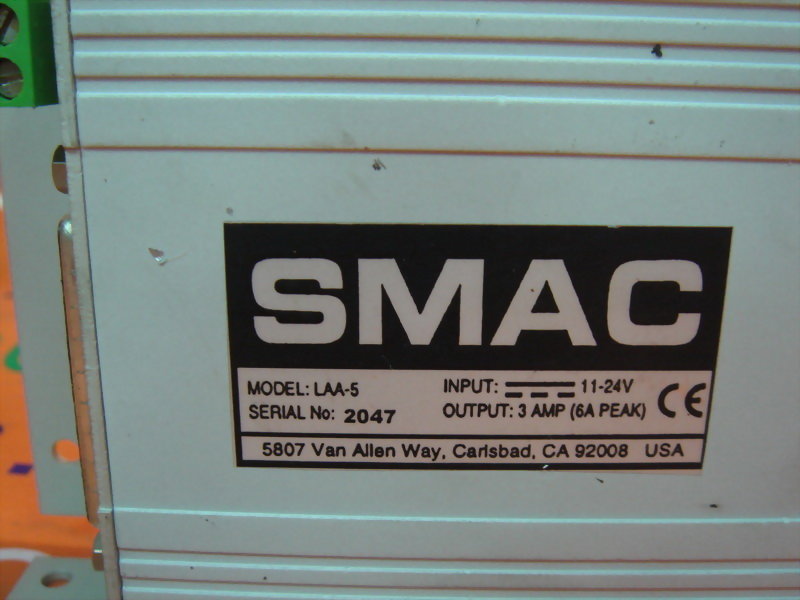 SMAC
MODEL: LAA-5
SERIAL No: 2047
INPUT: 11-24V
OUTPUT: 3 AMP (6A PEAK)
CE
5807 Van Allen Way, Carlsbad, CA 92008 USA